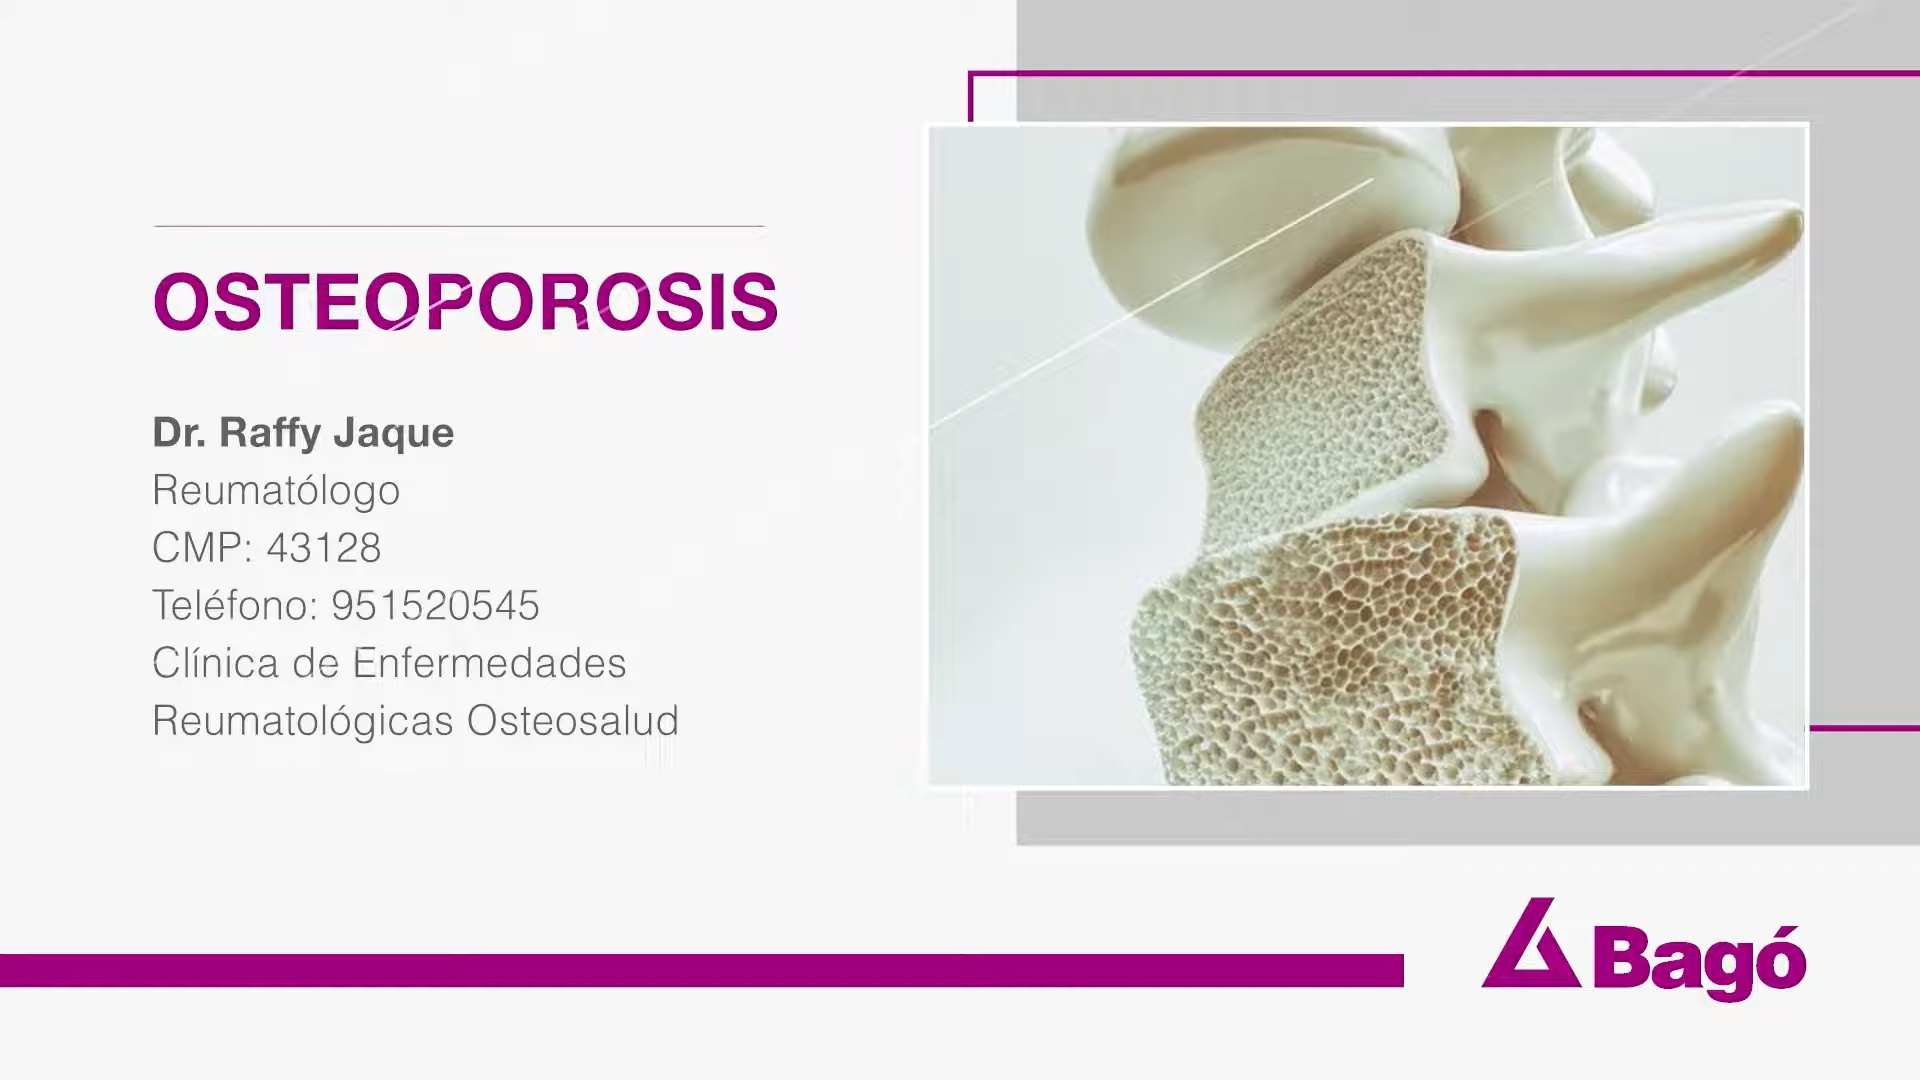 OSTEOPOROSIS
Dr. Raffy Jaque
Reumatólogo
CMP: 43128
Teléfono: 951520545
Clínica de Enfermedades
Reumatológicas Osteosalud
Bagó